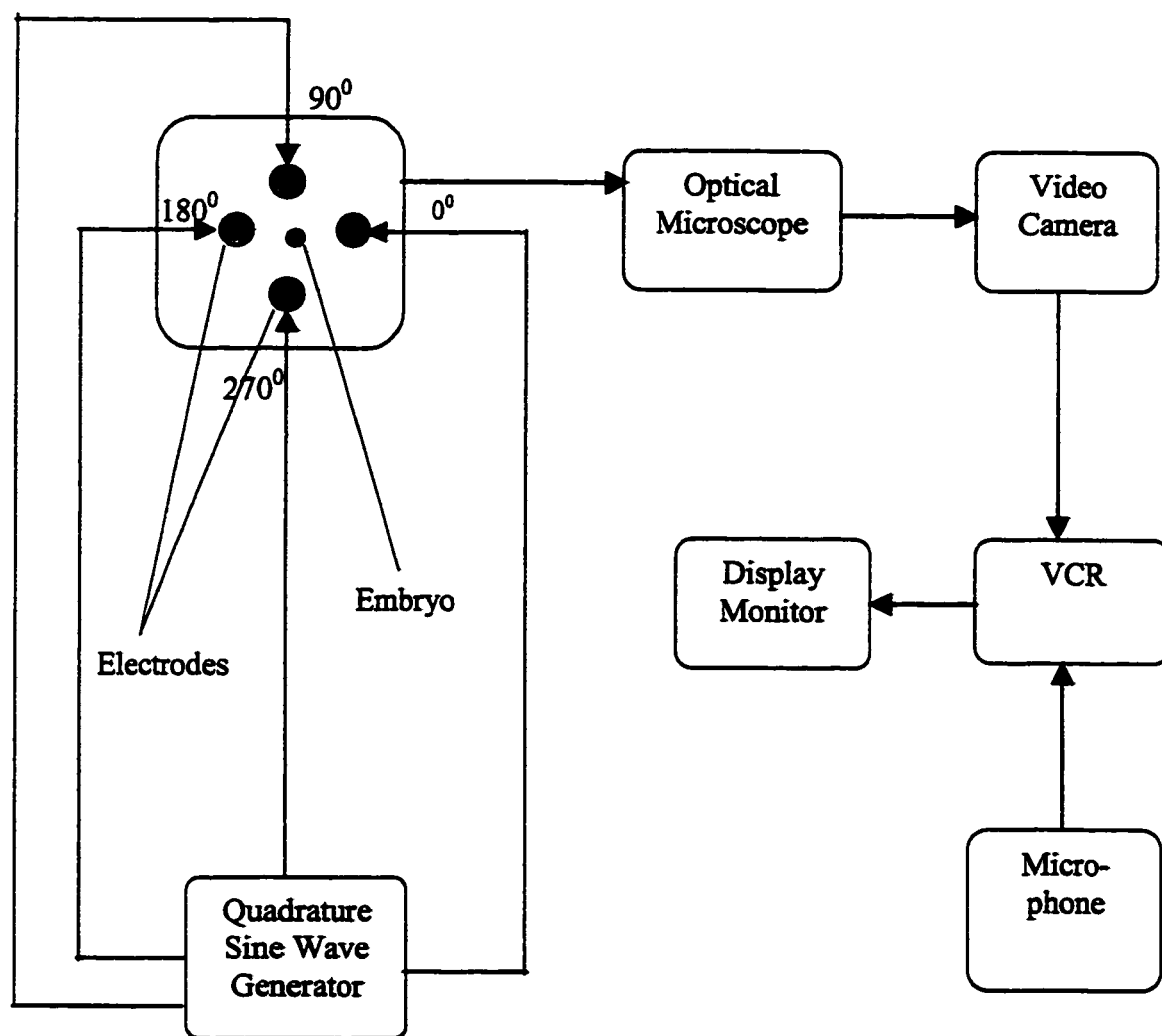 90⁰
180⁰
0⁰
270⁰
Optical
Microscope
Video
Camera
Display
Monitor
VCR
Embryo
Electrodes
Quadrature
Sine Wave
Generator
Micro-
phone